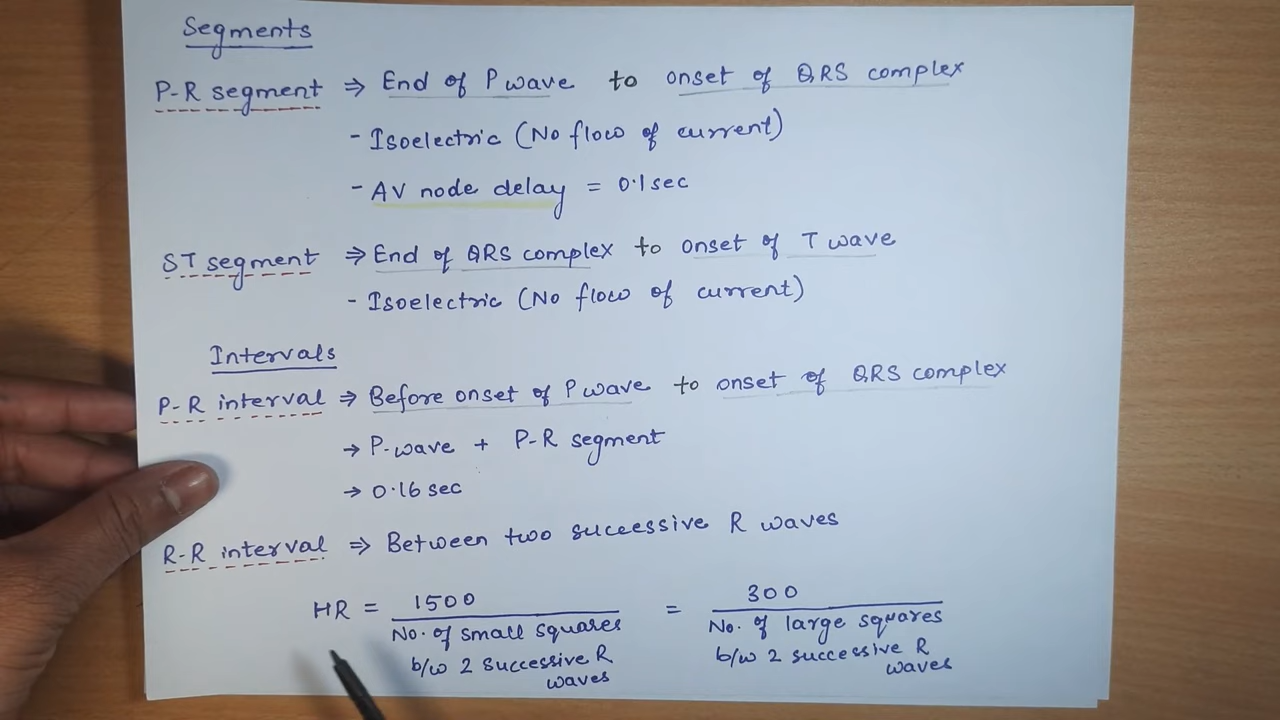 Segments
P-R segment ⇒ End of P wave to onset of QRS complex
- Isoelectric (No flow of current)
- AV node delay = 0.1 sec
ST segment ⇒ End of QRS complex to onset of T wave
- Isoelectric (No flow of current)
Intervals
P-R interval ⇒ Before onset of P wave to onset of QRS complex
→ P-wave + P-R segment
→ 0.16 sec
R-R interval ⇒ Between two successive R waves
HR = 1500 = 300
No. of small squares No. of large squares
b/w 2 successive R b/w 2 successive R
waves waves